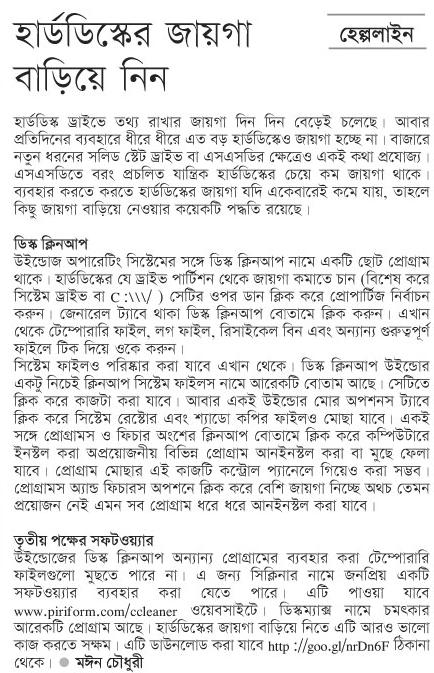 হার্ডডিস্কের জায়গা
বাড়িয়ে নিন
হেল্পলাইন
হার্ডডিস্ক ড্রাইভে তথ্য রাখার জায়গা দিন দিন বেড়েই চলেছে। আবার
প্রতিদিনের ব্যবহারে ধীরে ধীরে এত বড় হার্ডডিস্কেও জায়গা হচ্ছে না। বাজারে
নতুন ধরনের সলিড স্টেট ড্রাইভ বা এসএসডির ক্ষেত্রেও একই কথা প্রযোজ্য।
এসএসডিতে বরং প্রচলিত যান্ত্রিক হার্ডডিস্কের চেয়ে কম জায়গা থাকে।
ব্যবহার করতে করতে হার্ডডিস্কের জায়গা যদি একেবারেই কমে যায়, তাহলে
কিছু জায়গা বাড়িয়ে নেওয়ার কয়েকটি পদ্ধতি রয়েছে।
ডিস্ক ক্লিনআপ
উইন্ডোজ অপারেটিং সিস্টেমের সঙ্গে ডিস্ক ক্লিনআপ নামে একটি ছোট প্রোগ্রাম
থাকে। হার্ডডিস্কের যে ড্রাইভ পার্টিশন থেকে জায়গা কমাতে চান (বিশেষ করে
সিস্টেম ড্রাইভ বা C :\\\/ ) সেটির ওপর ডান ক্লিক করে প্রোপার্টিজ নির্বাচন
করুন। জেনারেল ট্যাবে থাকা ডিস্ক ক্লিনআপ বোতামে ক্লিক করুন। এখান
থেকে টেম্পোরারি ফাইল, লগ ফাইল, রিসাইকেল বিন এবং অন্যান্য গুরুত্বপূর্ণ
ফাইলে টিক দিয়ে ওকে করুন।
সিস্টেম ফাইলও পরিষ্কার করা যাবে এখান থেকে। ডিস্ক ক্লিনআপ উইন্ডোর
একটু নিচেই ক্লিনআপ সিস্টেম ফাইলস নামে আরেকটি বোতাম আছে। সেটিতে
ক্লিক করে কাজটা করা যাবে। আবার একই উইন্ডোর মোর অপশনস ট্যাবে
ক্লিক করে সিস্টেম রেস্টোর এবং শ্যাডো কপির ফাইলও মোছা যাবে। একই
সঙ্গে প্রোগ্রামস ও ফিচার অংশের ক্লিনআপ বোতামে ক্লিক করে কম্পিউটারে
ইনস্টল করা অপ্রয়োজনীয় বিভিন্ন প্রোগ্রাম আনইনস্টল করা বা মুছে ফেলা
যাবে। প্রোগ্রাম মোছার এই কাজটি কন্ট্রোল প্যানেলে গিয়েও করা সম্ভব।
প্রোগ্রামস অ্যান্ড ফিচারস অপশনে ক্লিক করে বেশি জায়গা নিচ্ছে অথচ তেমন
প্রয়োজন নেই এমন সব প্রোগ্রাম ধরে ধরে আনইনস্টল করা যাবে।
তৃতীয় পক্ষের সফটওয়্যার
উইন্ডোজের ডিস্ক ক্লিনআপ অন্যান্য প্রোগ্রামের ব্যবহার করা টেম্পোরারি
ফাইলগুলো মুছতে পারে না। এ জন্য সিক্লিনার নামে জনপ্রিয় একটি
সফটওয়্যার ব্যবহার করা যেতে পারে। এটি পাওয়া যাবে
www.piriform.com/ccleaner ওয়েবসাইটে। ডিস্কম্যাক্স নামে চমৎকার
আরেকটি প্রোগ্রাম আছে। হার্ডডিস্কের জায়গা বাড়িয়ে নিতে এটি আরও ভালো
কাজ করতে সক্ষম। এটি ডাউনলোড করা যাবে http ://goo.gl/nrDn6F ঠিকানা
থেকে। ● মঈন চৌধুরী